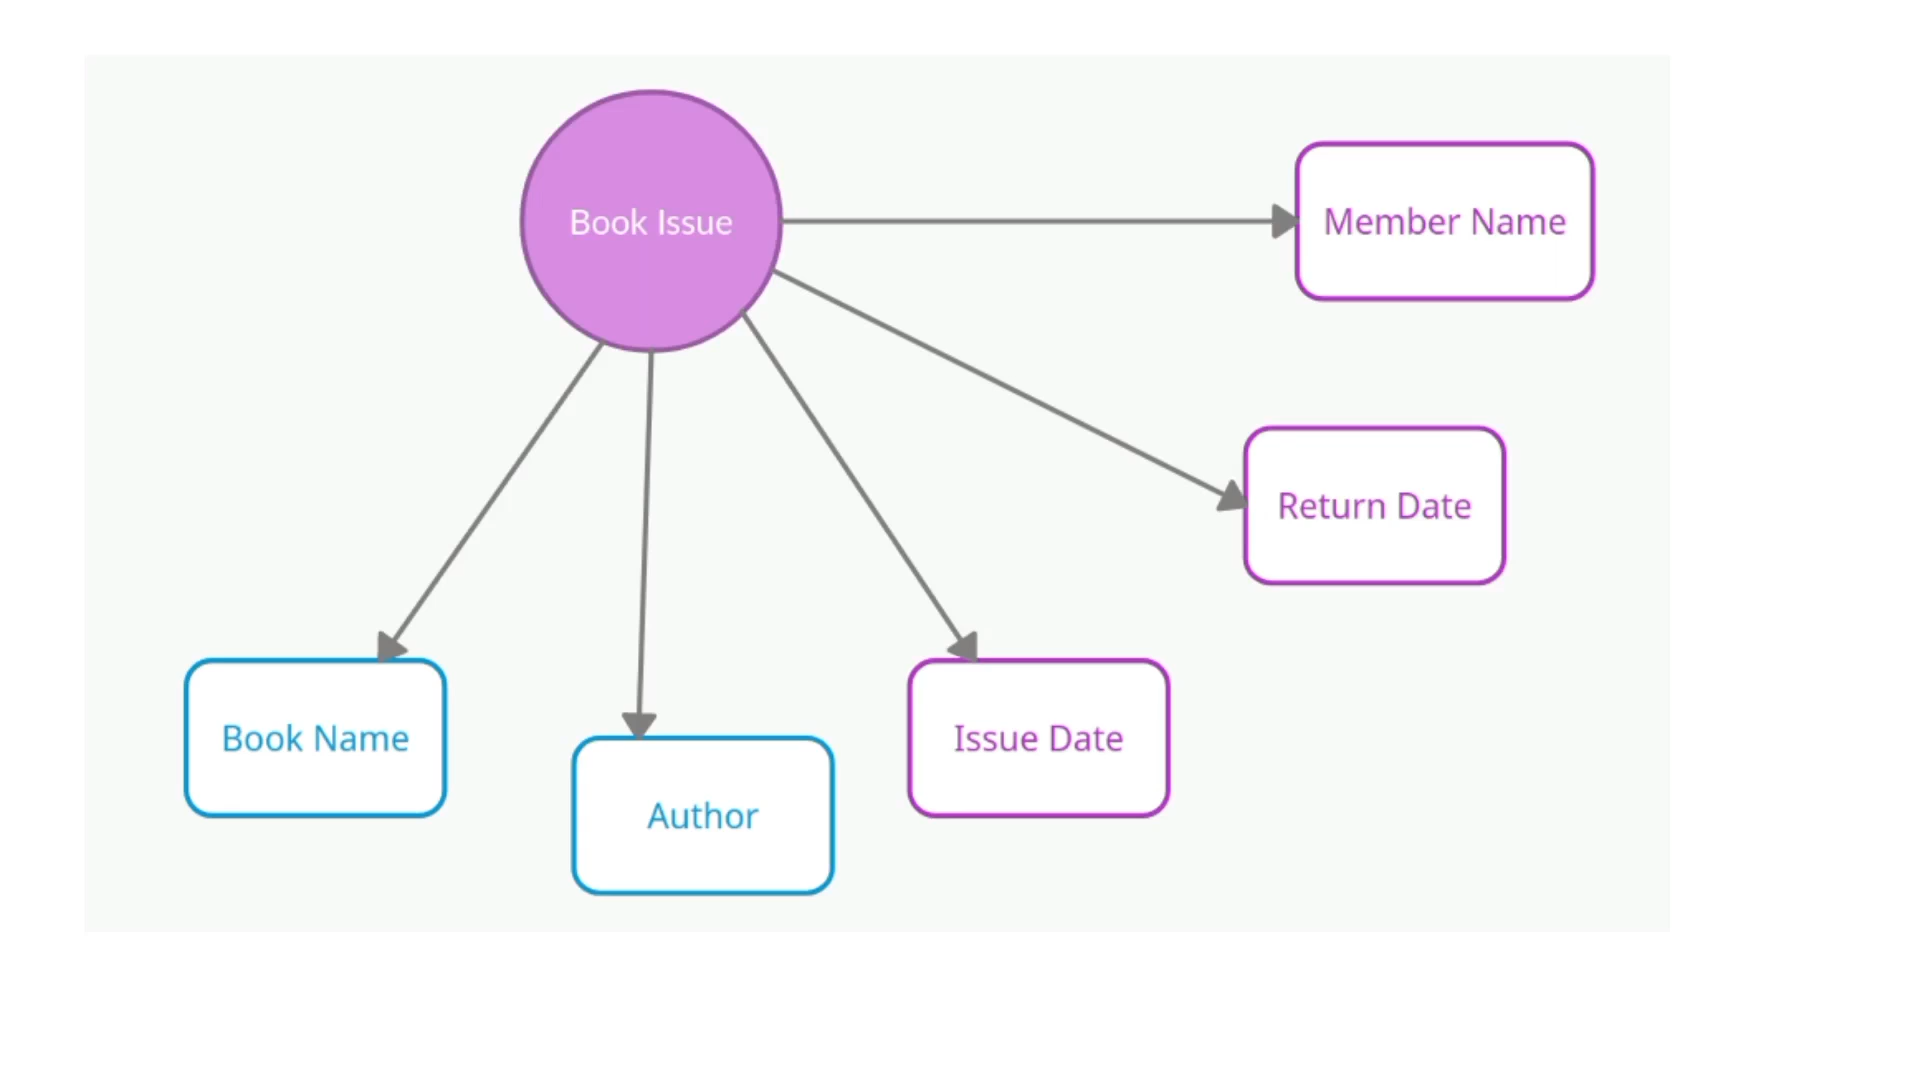 Book Issue
Member Name
Return Date
Book Name
Issue Date
Author